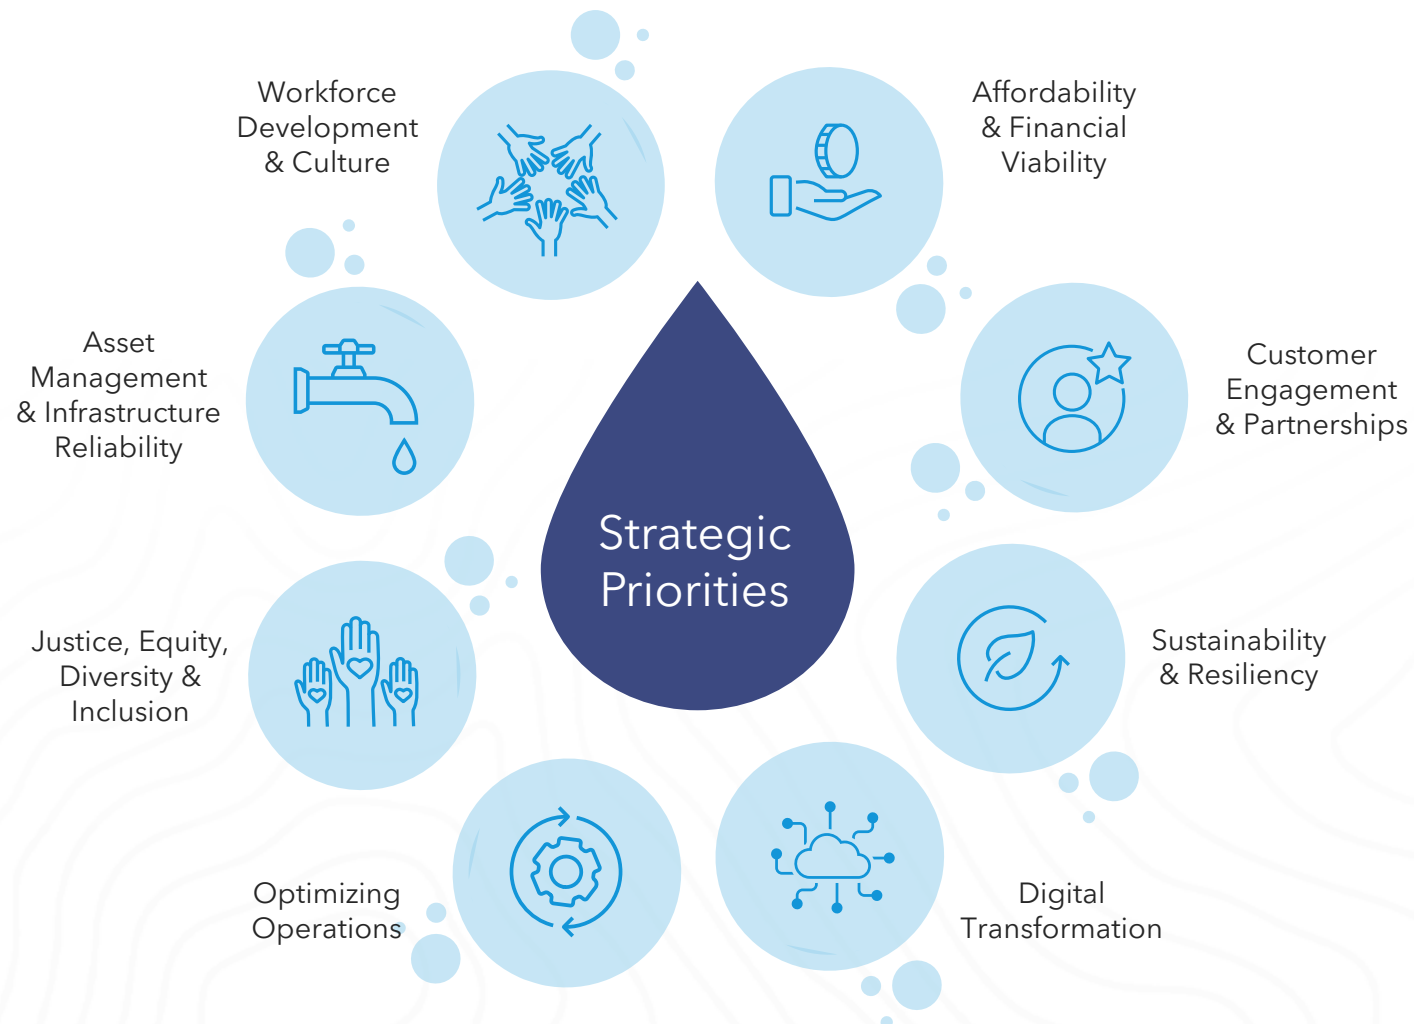 Workforce
Development
& Culture
Affordability
& Financial
Viability
Asset
Management
& Infrastructure
Reliability
Customer
Engagement
& Partnerships
Strategic
Priorities
Justice, Equity,
Diversity &
Inclusion
Sustainability
& Resiliency
Optimizing
Operations
Digital
Transformation